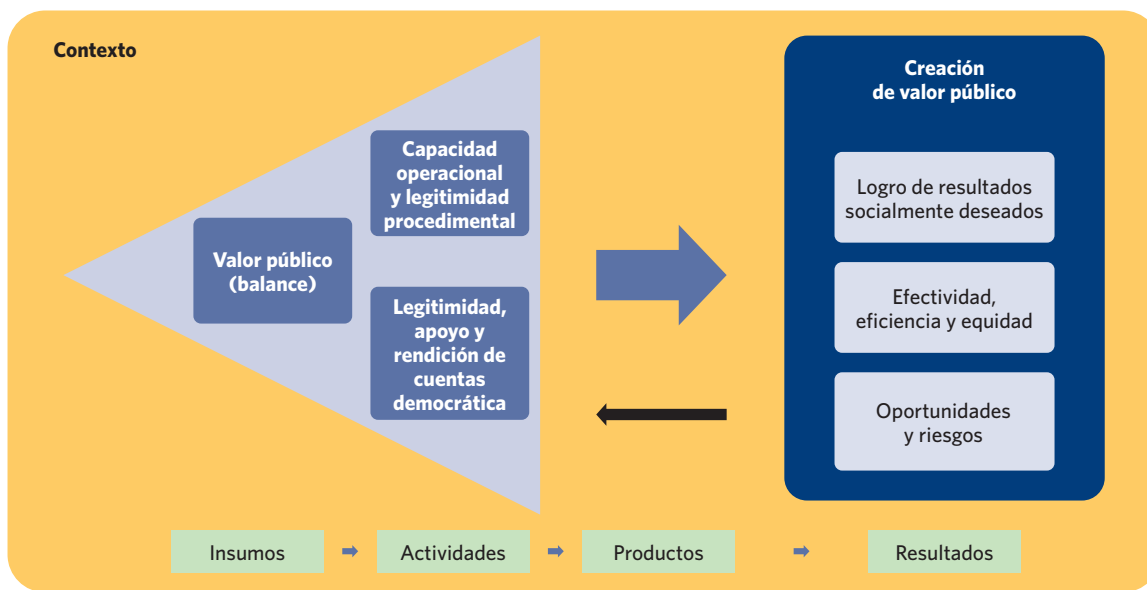 Contexto
Capacidad
operacional
y legitimidad
procedimental
Valor público
(balance)
Legitimidad,
apoyo y
rendición de
cuentas
democrática
Creación
de valor público
Logro de resultados
socialmente deseados
Efectividad,
eficiencia y equidad
Oportunidades
y riesgos
Insumos
Actividades
Productos
Resultados